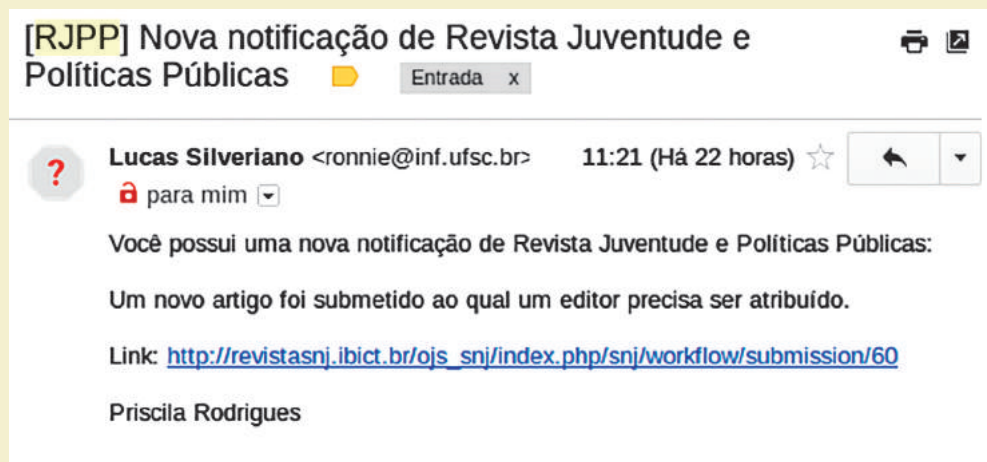 [RJPP] Nova notificação de Revista Juventude e
Políticas Públicas Entrada x
Lucas Silveriano <ronnie@inf.ufsc.br> 11:21 (Há 22 horas)
para mim
Você possui uma nova notificação de Revista Juventude e Políticas Públicas:
Um novo artigo foi submetido ao qual um editor precisa ser atribuído.
Link: http://revistasnj.ibict.br/ojs_snj/index.php/snj/workflow/submission/60
Priscila Rodrigues